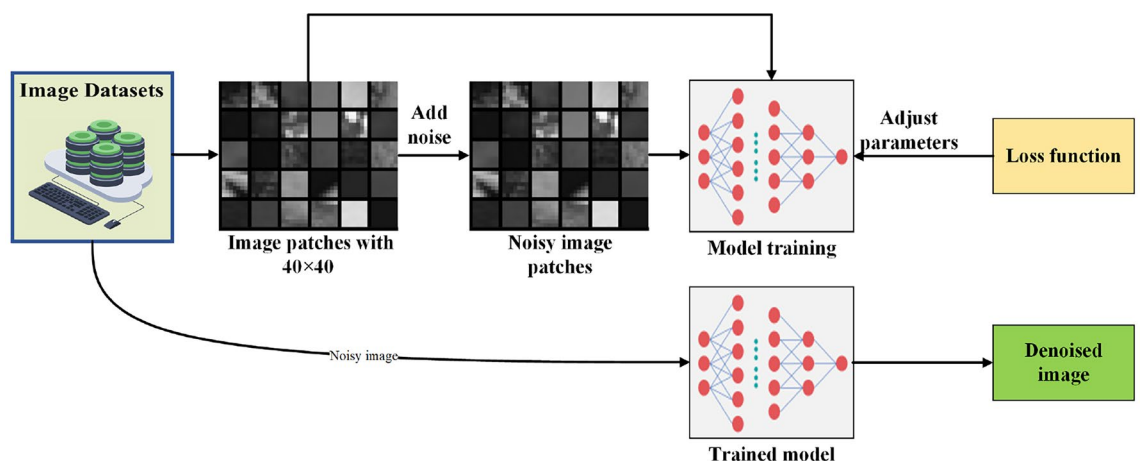 Image Datasets
Add
noise
Adjust
parameters
Loss function
Image patches with
40×40
Noisy image
patches
Model training
Noisy image
Denoised
image
Trained model